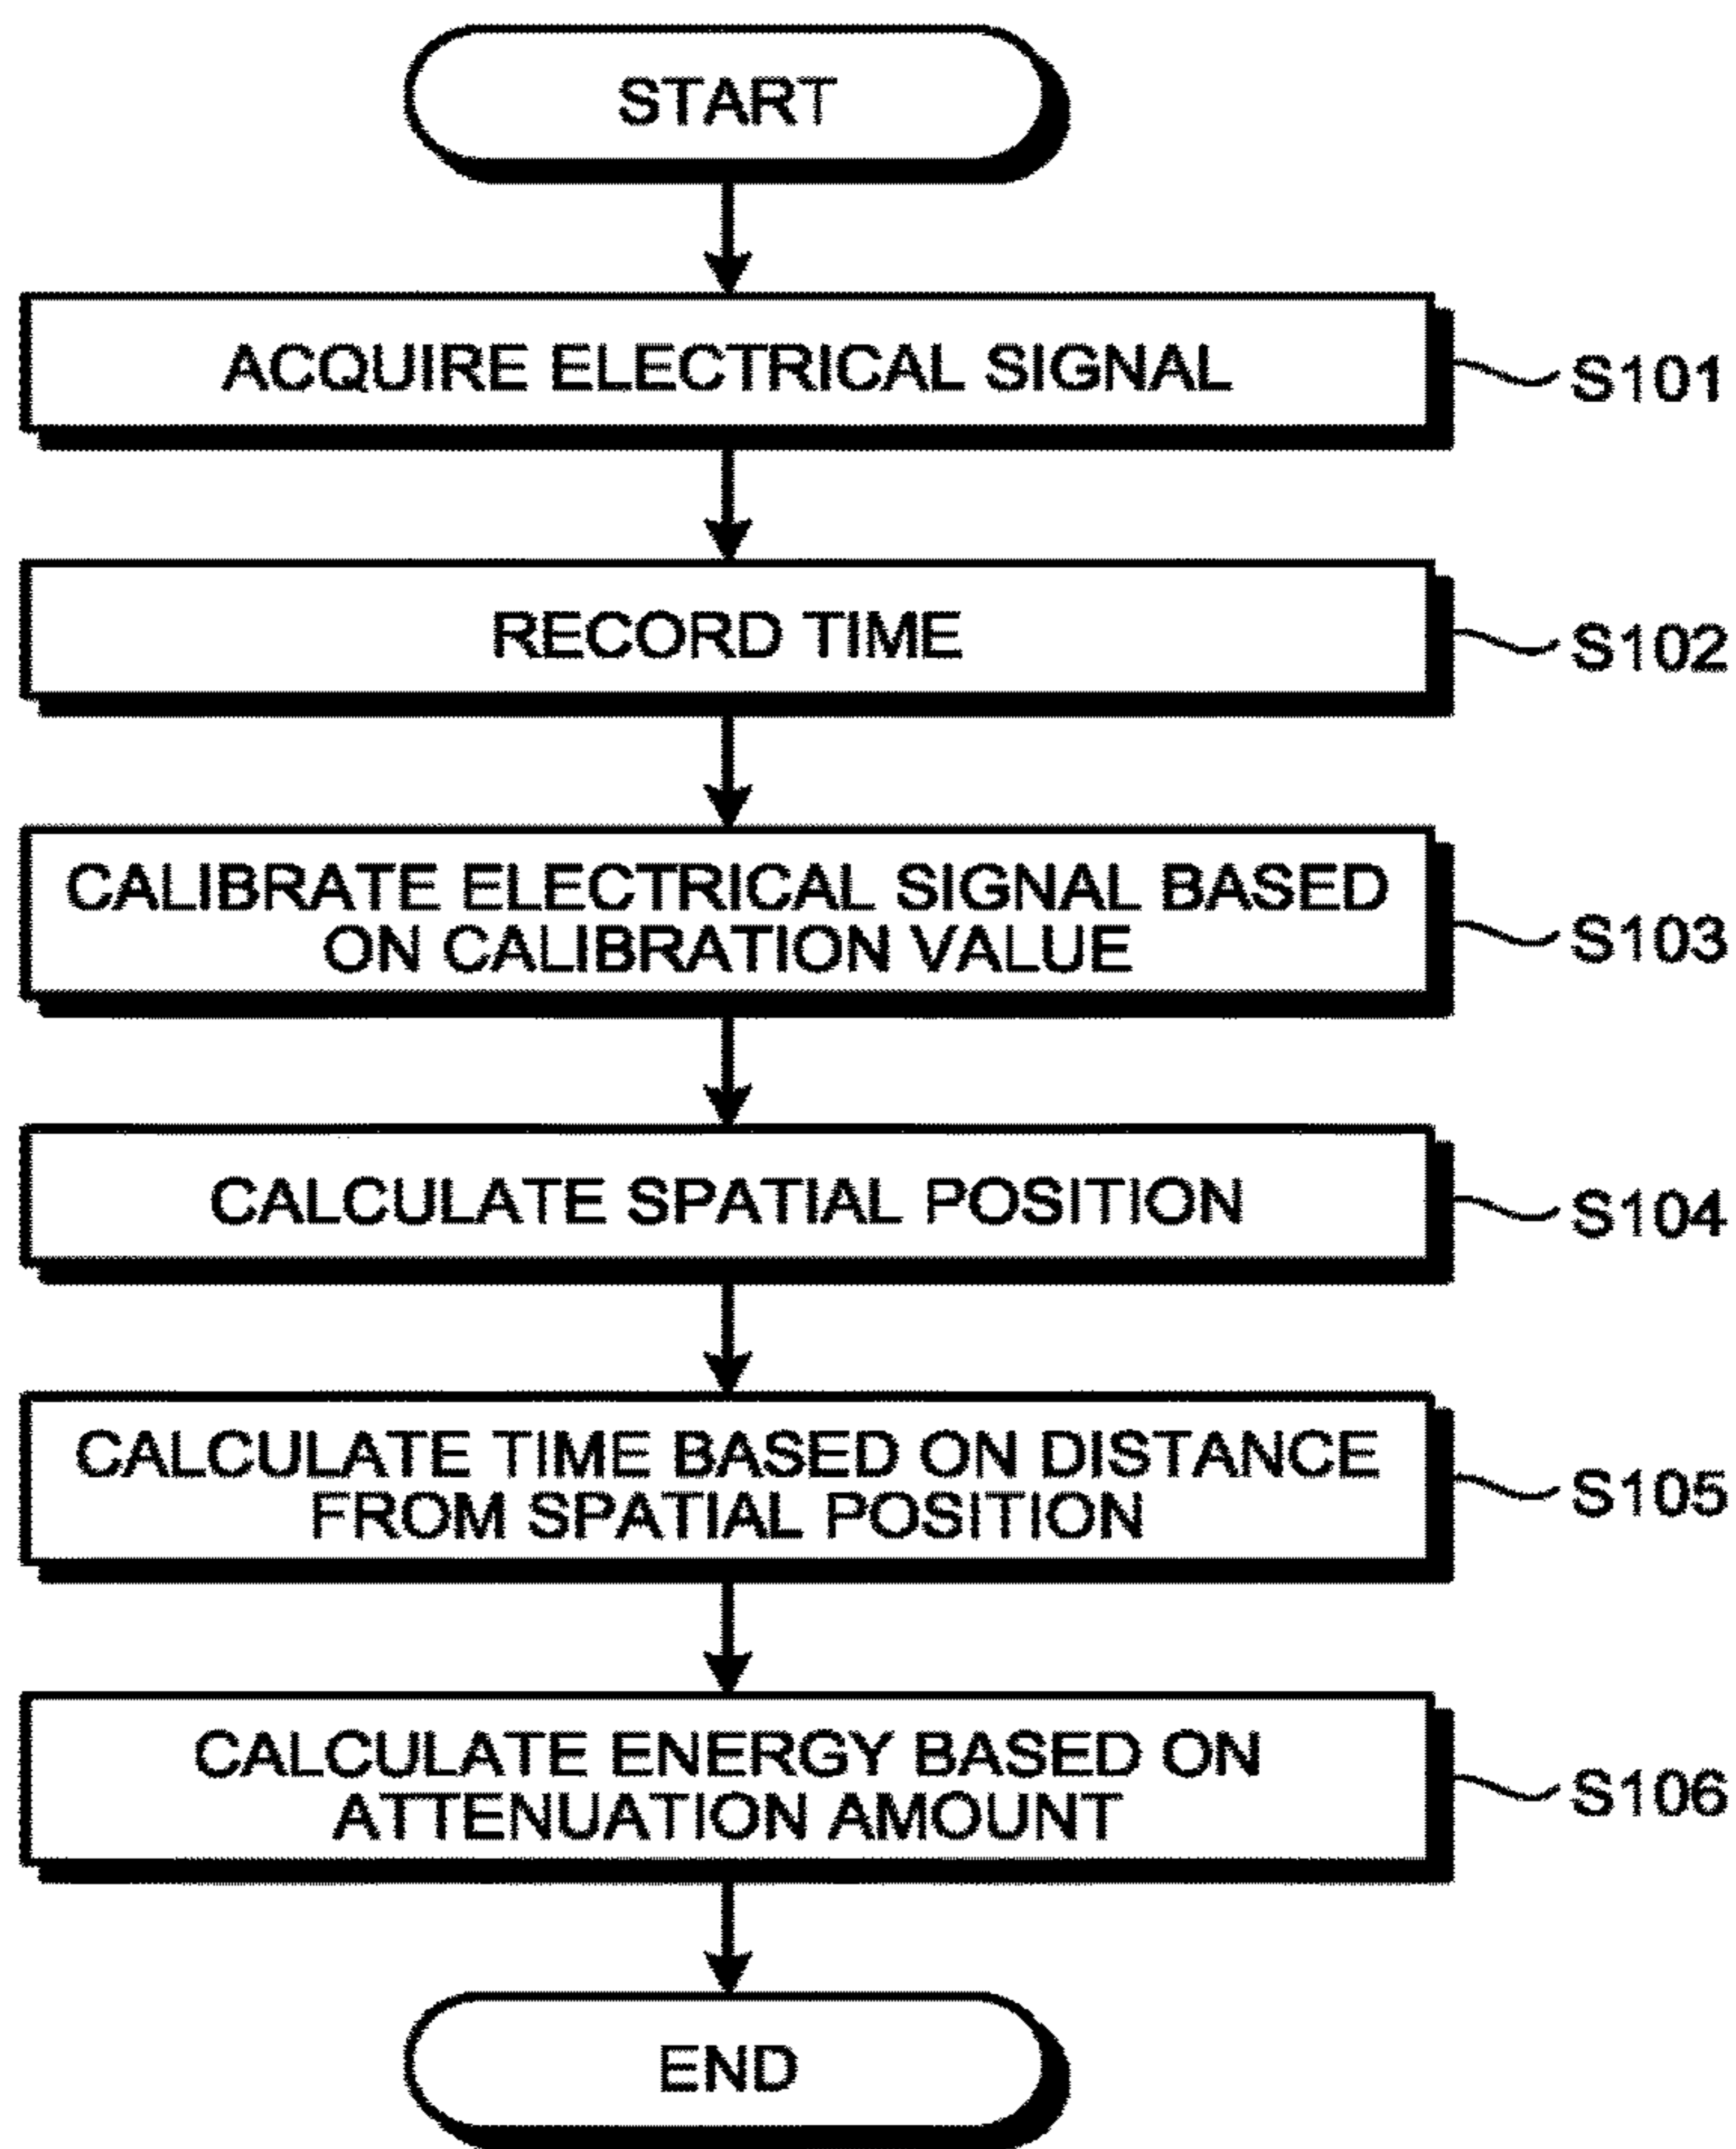 START
ACQUIRE ELECTRICAL SIGNAL
S101
RECORD TIME
S102
CALIBRATE ELECTRICAL SIGNAL BASED
ON CALIBRATION VALUE
S103
CALCULATE SPATIAL POSITION
S104
CALCULATE TIME BASED ON DISTANCE
FROM SPATIAL POSITION
S105
CALCULATE ENERGY BASED ON
ATTENUATION AMOUNT
S106
END